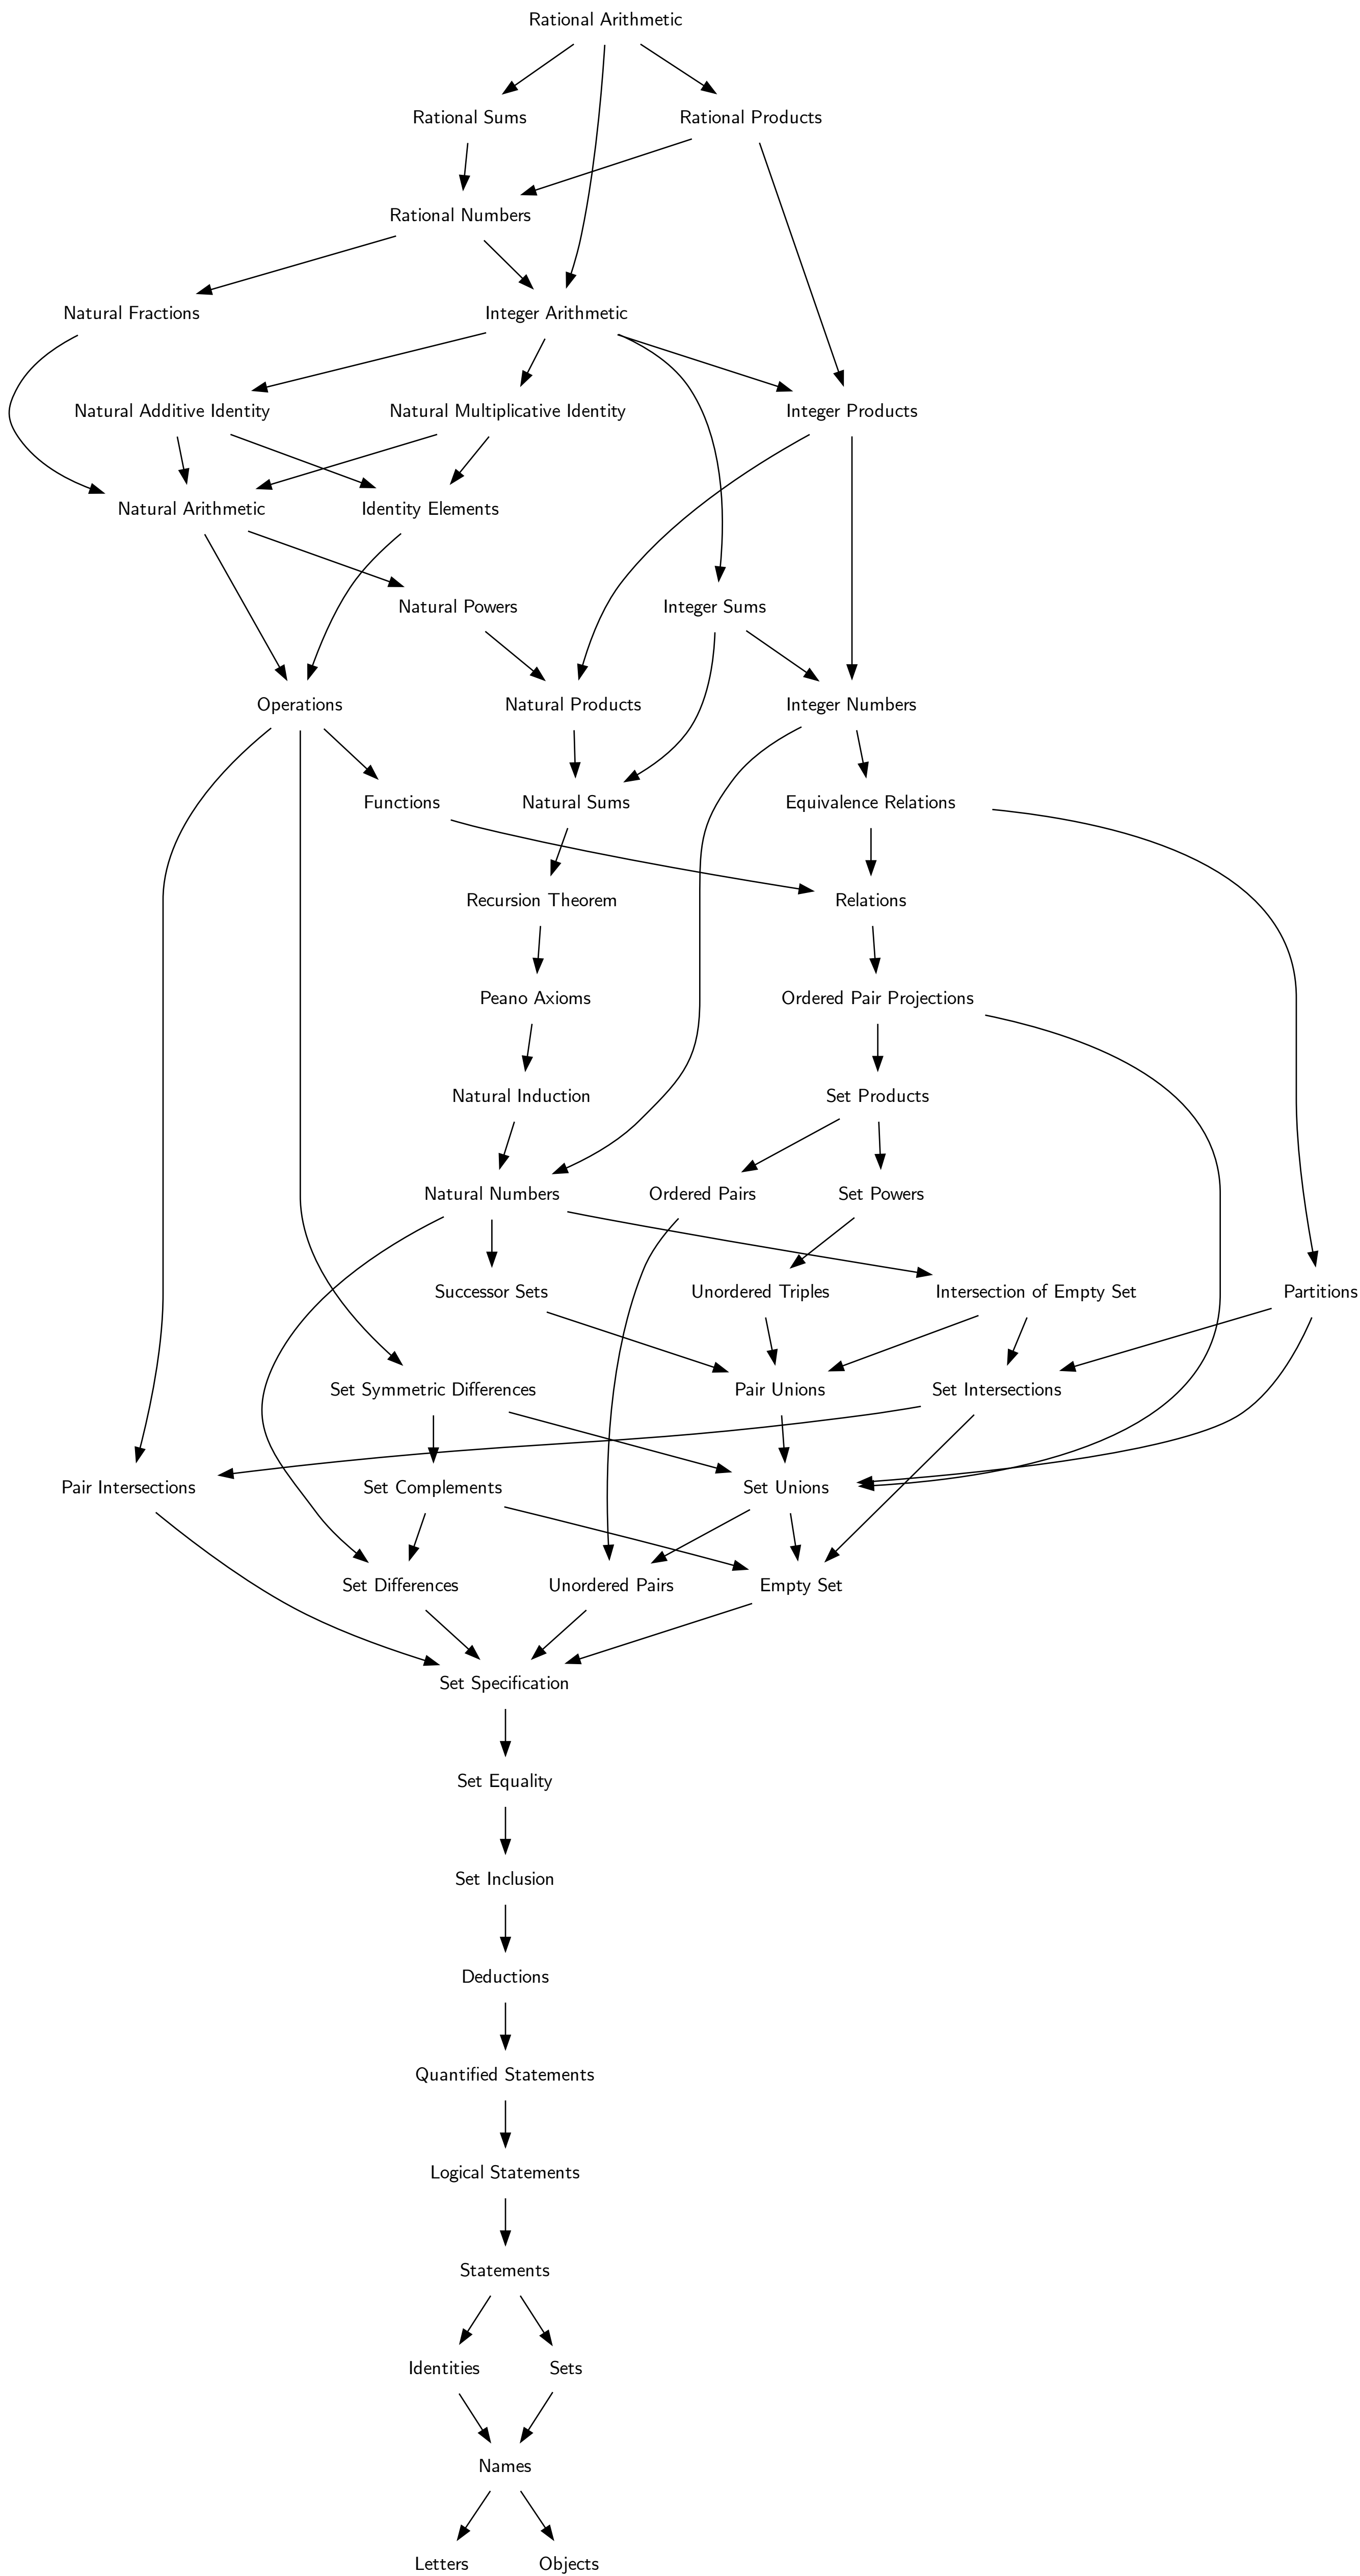 Rational Arithmetic
Rational Sums
Rational Products
Rational Numbers
Natural Fractions
Integer Arithmetic
Natural Additive Identity
Natural Multiplicative Identity
Integer Products
Natural Arithmetic
Identity Elements
Natural Powers
Integer Sums
Operations
Natural Products
Integer Numbers
Functions
Natural Sums
Equivalence Relations
Recursion Theorem
Relations
Peano Axioms
Ordered Pair Projections
Natural Induction
Set Products
Natural Numbers
Ordered Pairs
Set Powers
Successor Sets
Unordered Triples
Intersection of Empty Set
Partitions
Set Symmetric Differences
Pair Unions
Set Intersections
Pair Intersections
Set Complements
Set Unions
Set Differences
Unordered Pairs
Empty Set
Set Specification
Set Equality
Set Inclusion
Deductions
Quantified Statements
Logical Statements
Statements
Identities
Sets
Names
Letters
Objects